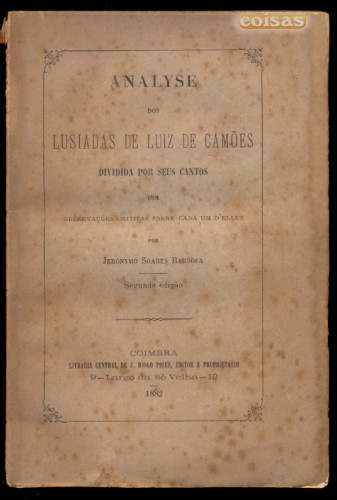 coisas
ANALYSE
DOS
LUSIADAS DE LUIZ DE CAMÕES
DIVIDIDA POR SEUS CANTOS
COM
OBSERVAÇÕES CRITICAS SOBRE CADA UM D'ELLES
POR
JERONYMO SOARES BARBOSA
Segunda edição
COIMBRA
LIVRARIA CENTRAL DE J. DIOGO PIRES, EDITOR E PROPRIETARIO
9—Largo da Sé Velha—10
1882